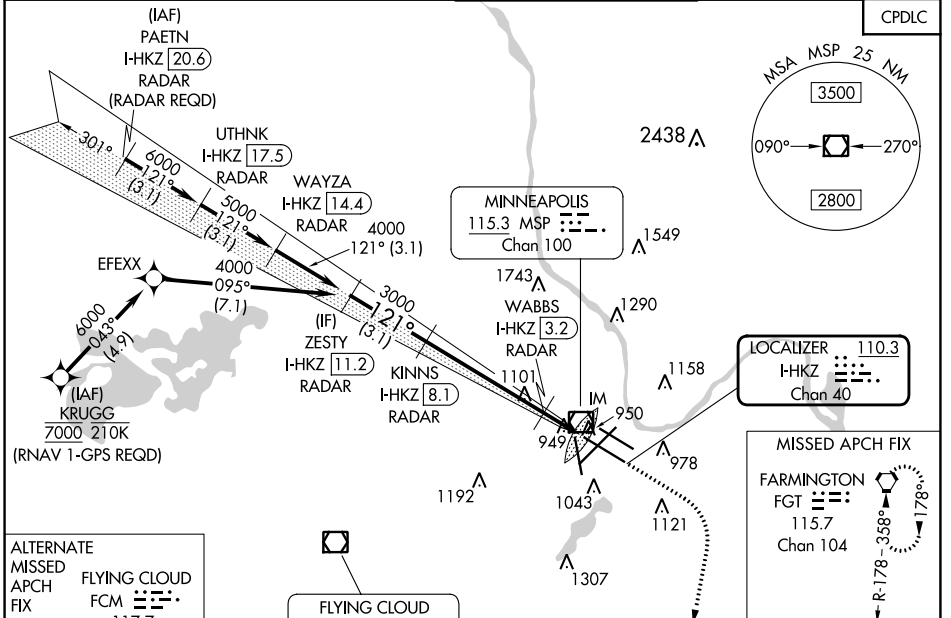 (IAF)
PAETN
I-HKZ 20.6
RADAR
(RADAR REQD)
CPDLC
MSA MSP 25 NM
3500
090°
270°
2800
301°
6000
121°
(3.1)
UTHNK
I-HKZ 17.5
RADAR
5000
121°
(3.1)
WAYZA
I-HKZ 14.4
RADAR
4000
121° (3.1)
2438
MINNEAPOLIS
115.3 MSP
Chan 100
1549
EFEXX
4000
095°
(7.1)
6000
043°
(4.9)
(IAF)
KRUGG
7000 210K
(RNAV 1-GPS REQD)
3000
121°
(3.1)
(IF)
ZESTY
I-HKZ 11.2
RADAR
KINNS
I-HKZ 8.1
RADAR
1743
WABBS
I-HKZ 3.2
RADAR
1290
1101
1158
IM
950
949
978
LOCALIZER 110.3
I-HKZ
Chan 40
1192
1043
1121
1307
MISSED APCH FIX
FARMINGTON
FGT
115.7
Chan 104
R-178
358°
178°
ALTERNATE
MISSED
APCH
FIX
FLYING CLOUD
FCM
117.7
FLYING CLOUD